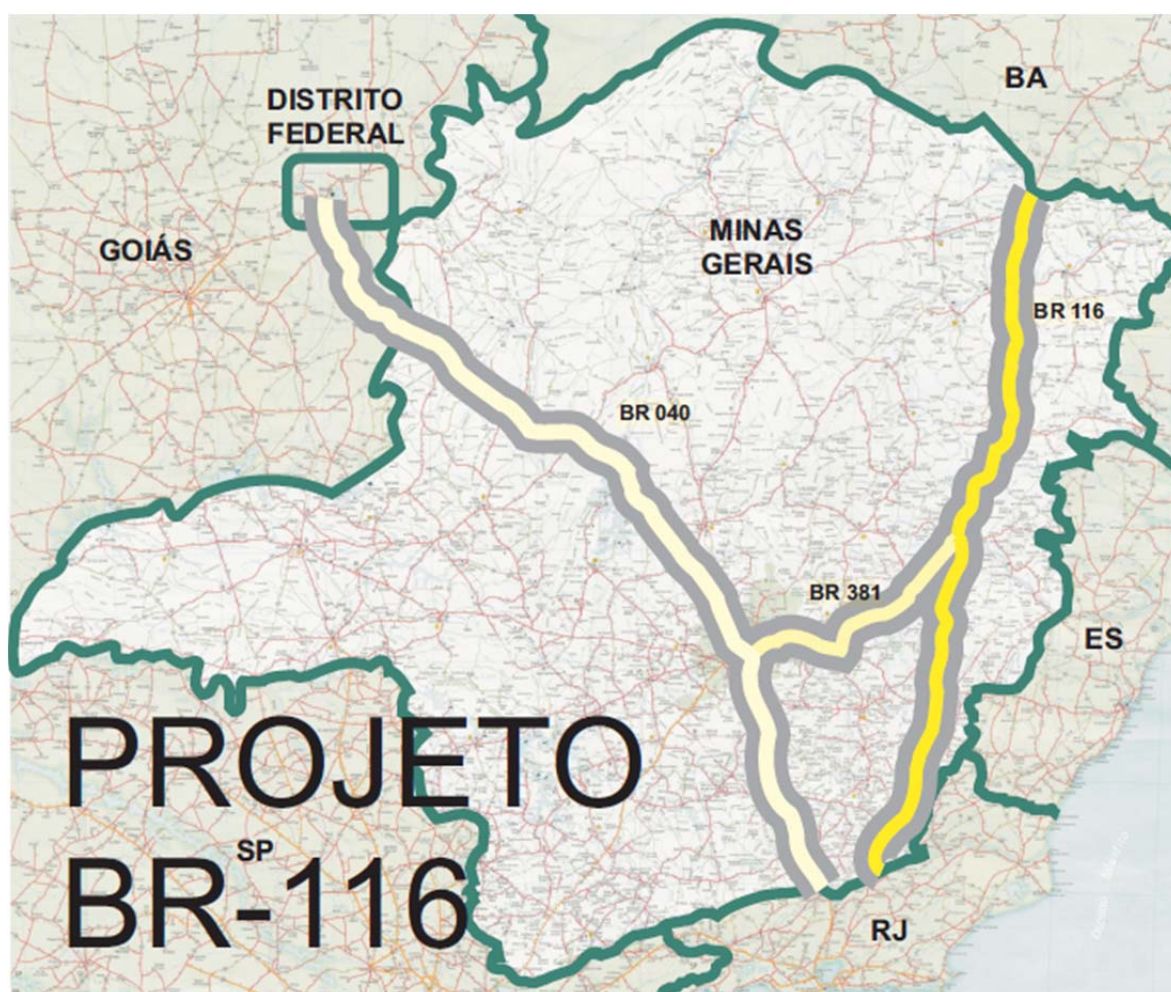 BA
DISTRITO
FEDERAL
GOIÁS
MINAS
GERAIS
BR 116
BR 040
BR 381
ES
PROJETO
SP
BR-116
RJ